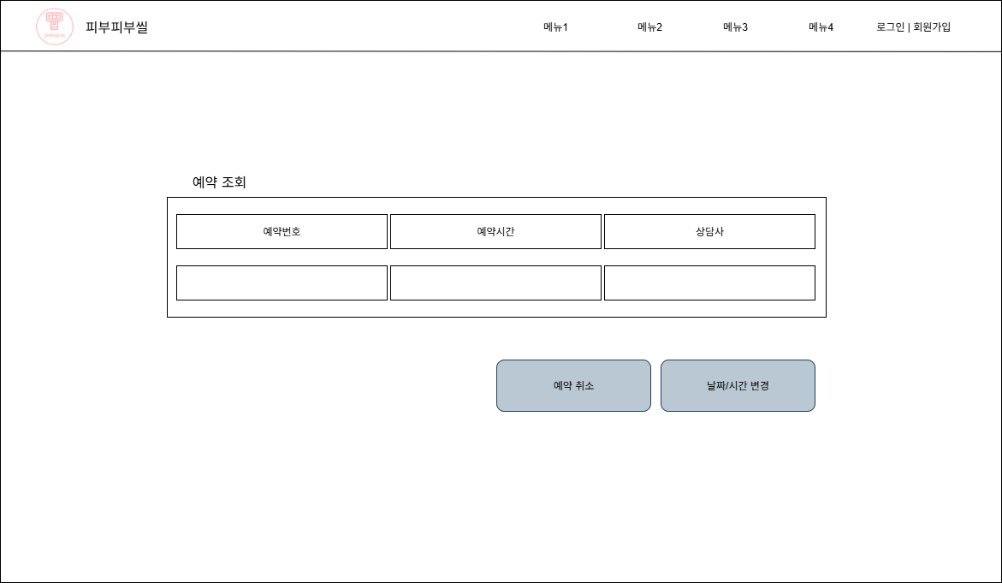 피부피부씰
메뉴1
메뉴2
메뉴3
메뉴4
로그인 | 회원가입
예약 조회
예약번호
예약시간
상담사
예약 취소
날짜/시간 변경